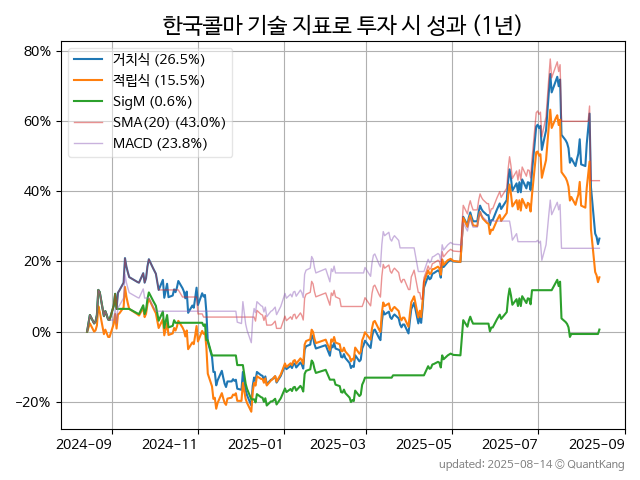 한국콜마 기술 지표로 투자 시 성과 (1년)
거치식 (26.5%)
적립식 (15.5%)
SigM (0.6%)
SMA(20) (43.0%)
MACD (23.8%)
80%
60%
40%
20%
0%
−20%
2024-09 2024-11 2025-01 2025-03 2025-05 2025-07 2025-09
updated: 2025-08-14 © QuantKang